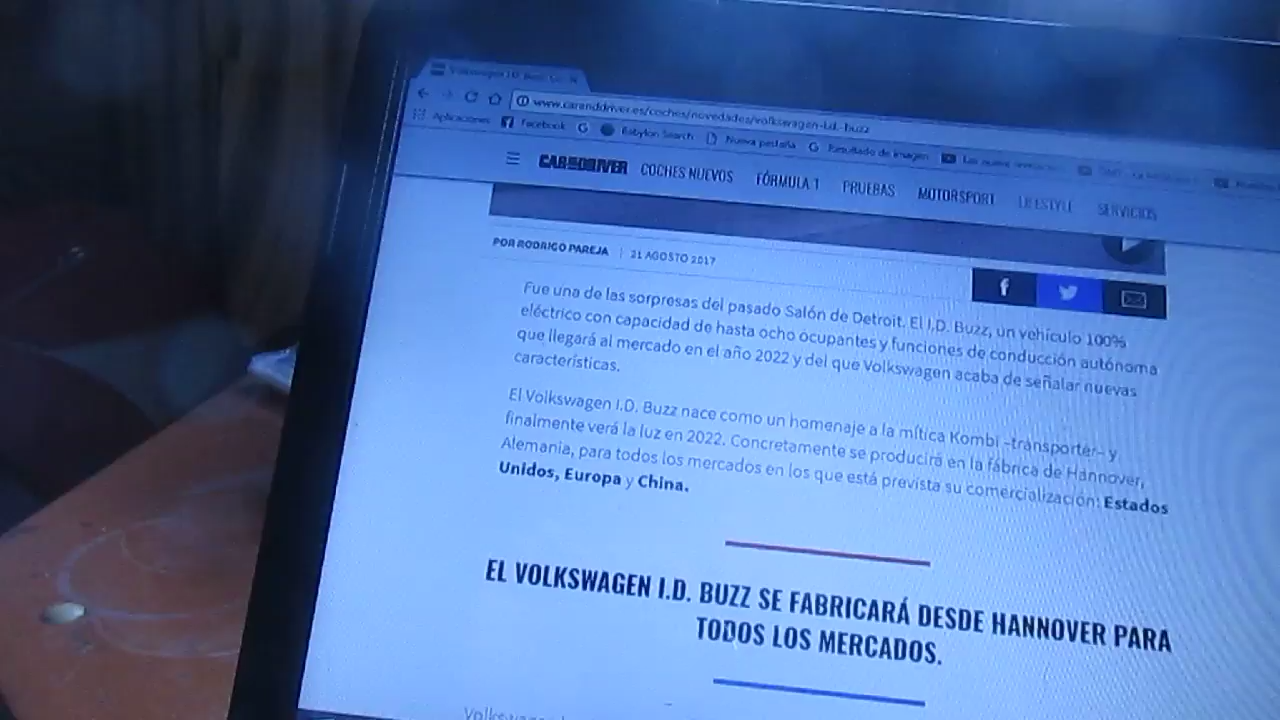 Volkswagen I.D. Buzz
www.caranddriver.es/coches/novedades/volkswagen-i.d.-buzz
Aplicaciones Facebook Babylon Search Nueva pestaña Resultado de imagen
CAR AND DRIVER COCHES NUEVOS FÓRMULA 1 PRUEBAS MOTORSPORT LIFESTYLE SERVICIOS
POR RODRIGO PAREJA | 21 AGOSTO 2017
Fue una de las sorpresas del pasado Salón de Detroit. El I.D. Buzz, un vehículo 100%
eléctrico con capacidad de hasta ocho ocupantes y funciones de conducción autónoma
que llegará al mercado en el año 2022 y del que Volkswagen acaba de señalar nuevas
características.
El Volkswagen I.D. Buzz nace como un homenaje a la mítica Kombi –transporter– y
finalmente verá la luz en 2022. Concretamente se producirá en la fábrica de Hannover,
Alemania, para todos los mercados en los que está prevista su comercialización: Estados
Unidos, Europa y China.
EL VOLKSWAGEN I.D. BUZZ SE FABRICARÁ DESDE HANNOVER PARA
TODOS LOS MERCADOS.